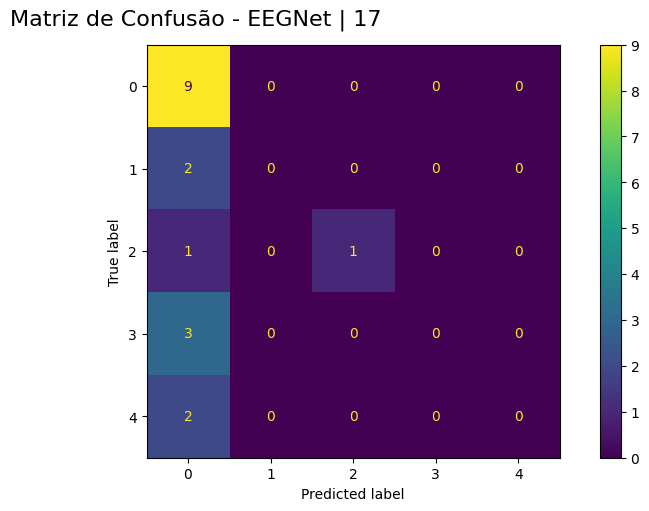 Matriz de Confusão - EEGNet | 17
0 9 0 0 0 0
1 2 0 0 0 0
2 1 0 1 0 0
3 3 0 0 0 0
4 2 0 0 0 0
0 1 2 3 4
Predicted label
True label
9
8
7
6
5
4
3
2
1
0